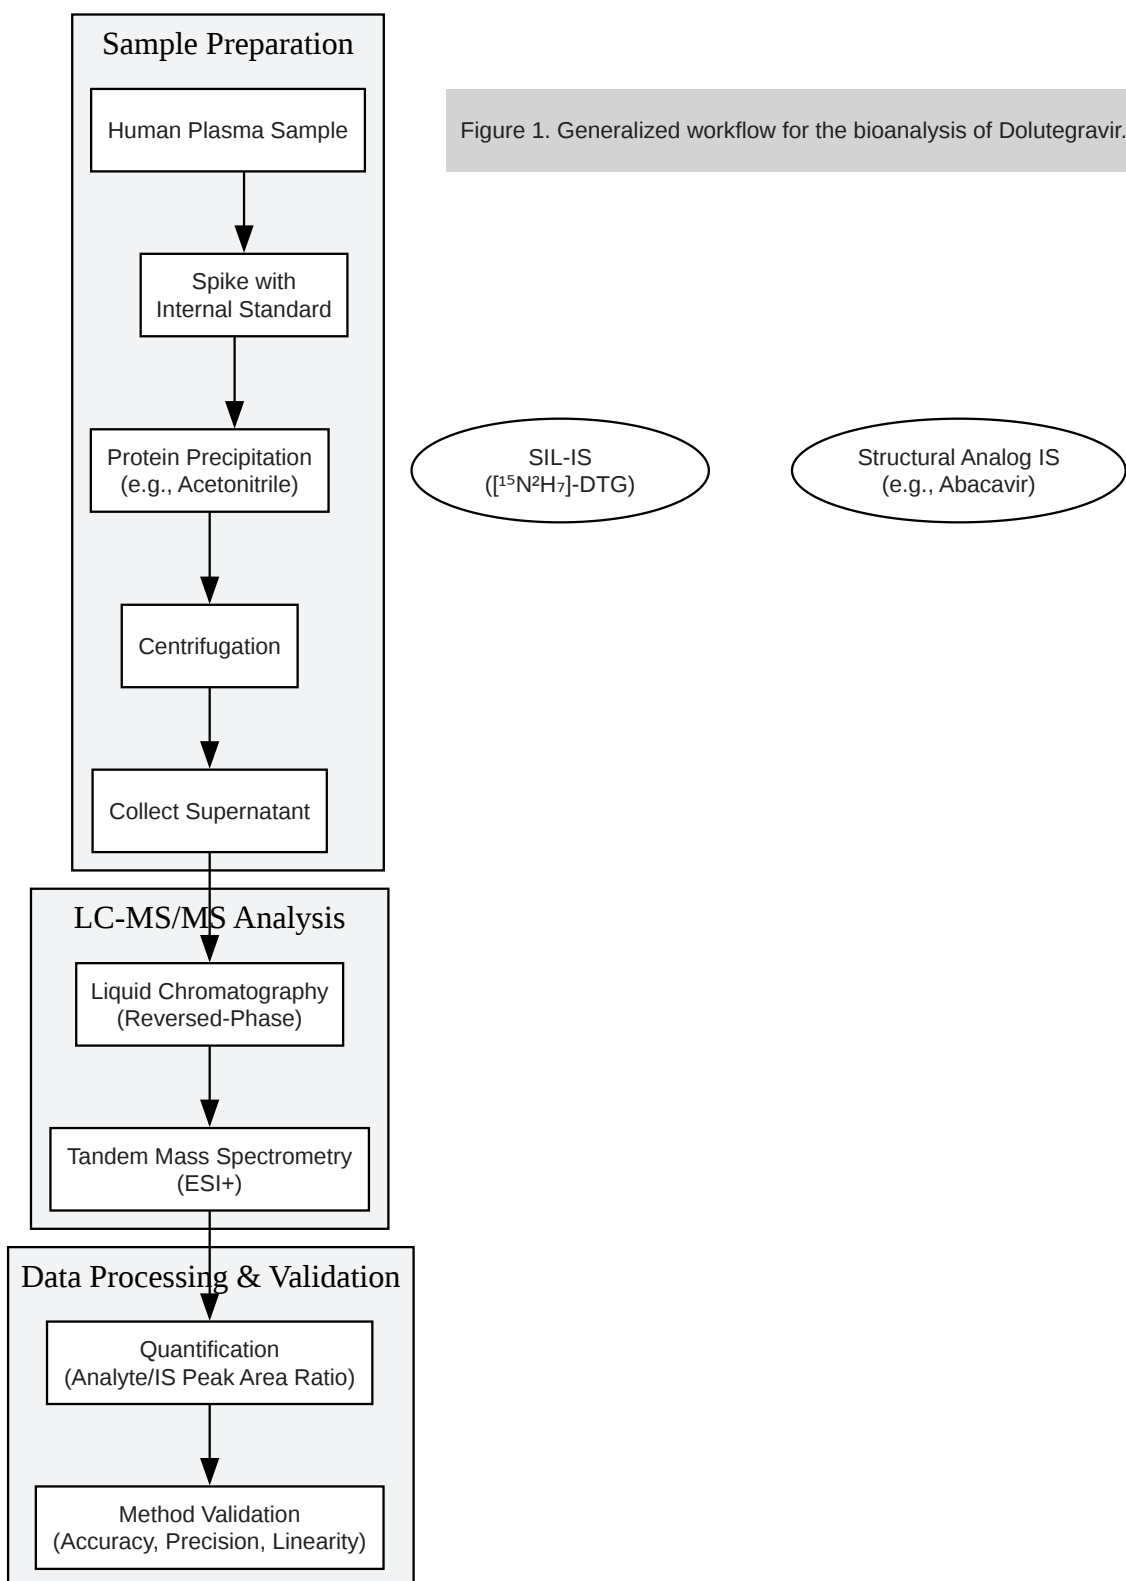 Sample Preparation
Human Plasma Sample
Figure 1. Generalized workflow for the bioanalysis of Dolutegravir.
Spike with
Internal Standard
Protein Precipitation
(e.g., Acetonitrile)
SIL-IS
([¹⁵N²H₇]-DTG)
Structural Analog IS
(e.g., Abacavir)
Centrifugation
Collect Supernatant
LC-MS/MS Analysis
Liquid Chromatography
(Reversed-Phase)
Tandem Mass Spectrometry
(ESI+)
Data Processing & Validation
Quantification
(Analyte/IS Peak Area Ratio)
Method Validation
(Accuracy, Precision, Linearity)